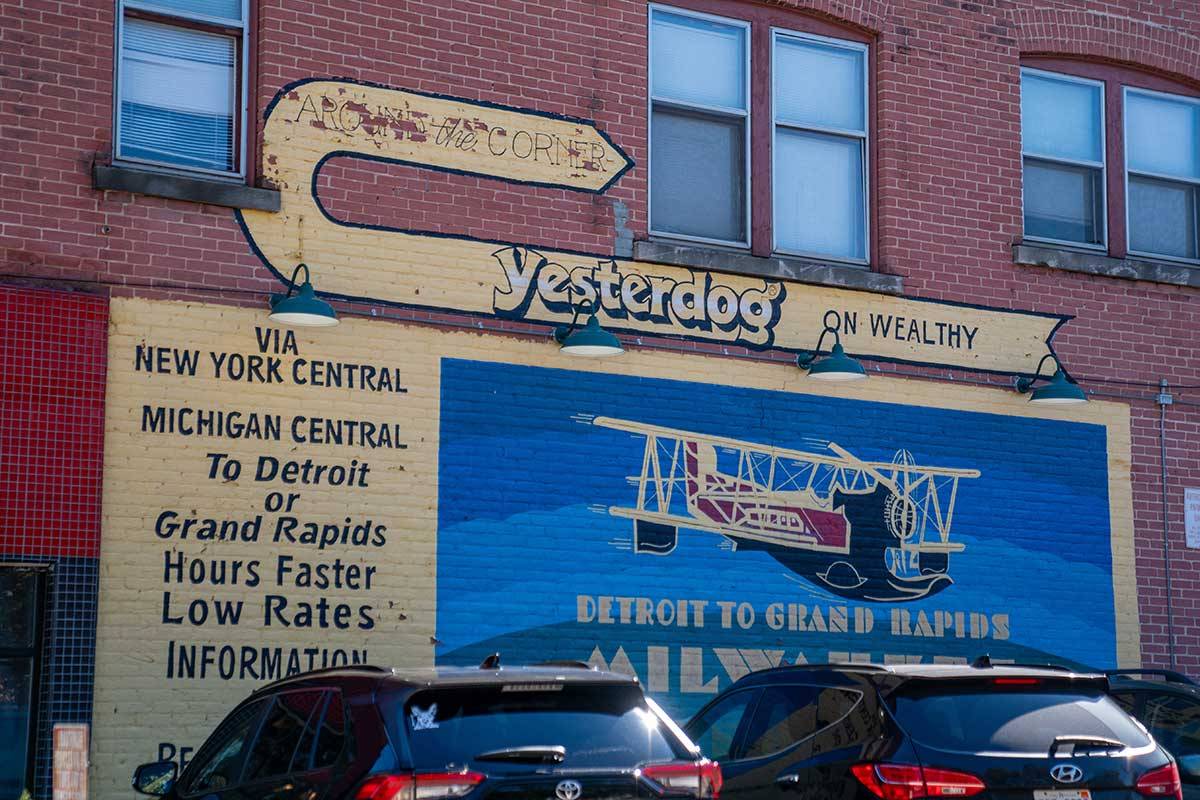 AROUND the CORNER
Yesterdog®
ON WEALTHY
VIA
NEW YORK CENTRAL
MICHIGAN CENTRAL
To Detroit
or
Grand Rapids
Hours Faster
Low Rates
INFORMATION
DETROIT TO GRAND RAPIDS